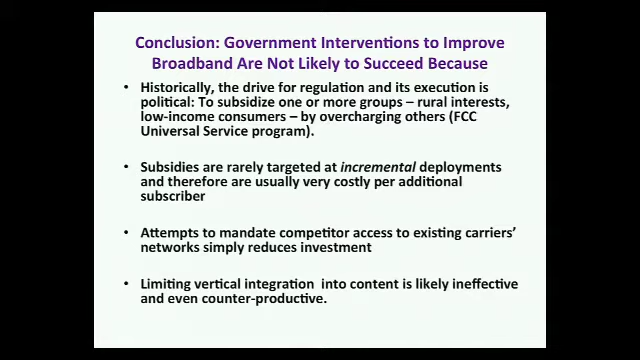 Conclusion: Government Interventions to Improve
Broadband Are Not Likely to Succeed Because
• Historically, the drive for regulation and its execution is
political: To subsidize one or more groups – rural interests,
low-income consumers – by overcharging others (FCC
Universal Service program).
• Subsidies are rarely targeted at incremental deployments
and therefore are usually very costly per additional
subscriber
• Attempts to mandate competitor access to existing carriers’
networks simply reduces investment
• Limiting vertical integration into content is likely ineffective
and even counter-productive.